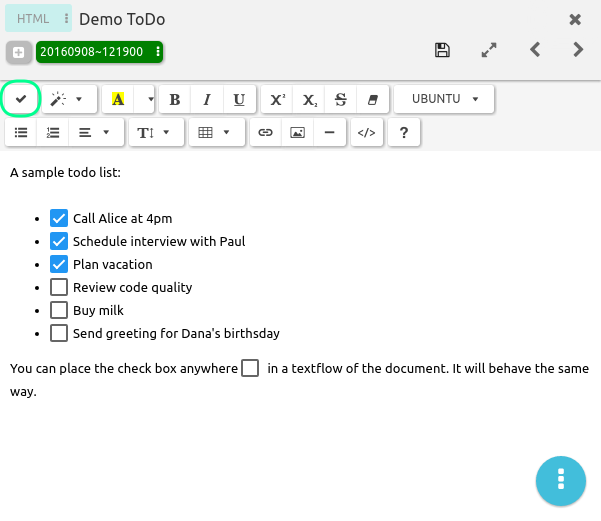 HTML Demo ToDo
20160908~121900
A B I U X² X₂ S UBUNTU
T </> ?
A sample todo list:
Call Alice at 4pm
Schedule interview with Paul
Plan vacation
Review code quality
Buy milk
Send greeting for Dana's birthsday
You can place the check box anywhere in a textflow of the document. It will behave the same
way.